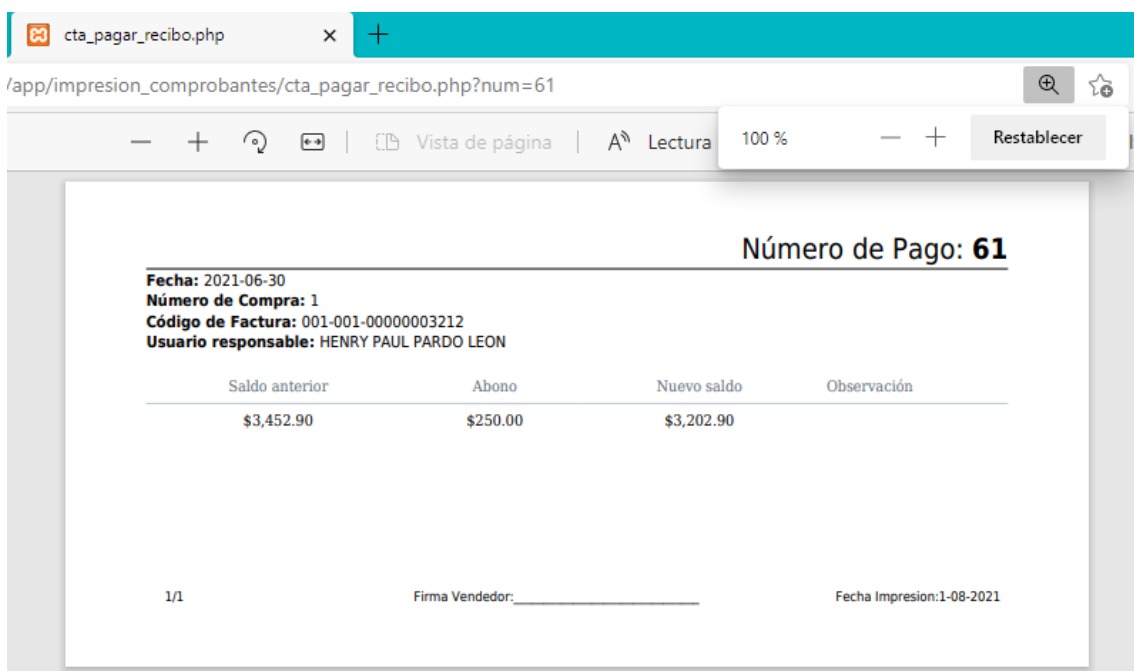 cta_pagar_recibo.php
/app/impresion_comprobantes/cta_pagar_recibo.php?num=61
Vista de página
Lectura
100 %
Restablecer
Número de Pago: 61
Fecha: 2021-06-30
Número de Compra: 1
Código de Factura: 001-001-00000003212
Usuario responsable: HENRY PAUL PARDO LEON
Saldo anterior Abono Nuevo saldo Observación
$3,452.90 $250.00 $3,202.90
1/1 Firma Vendedor:____________________________ Fecha Impresion:1-08-2021